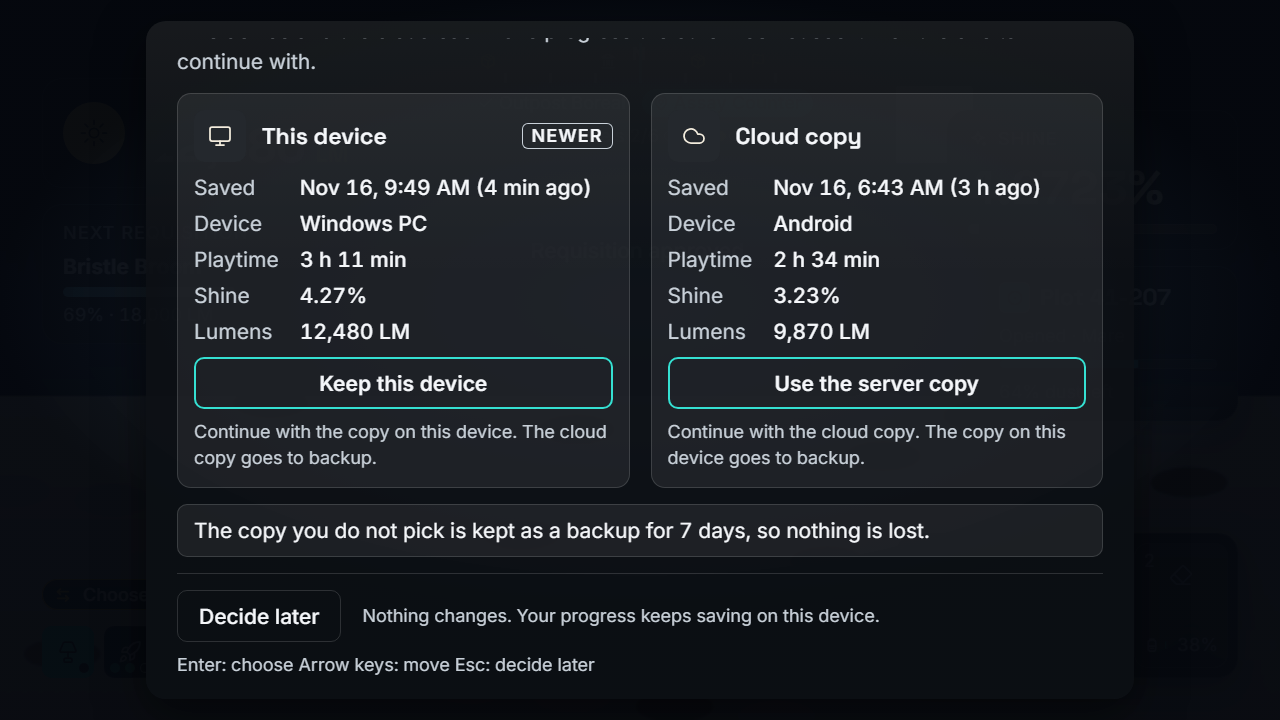 continue with.
This device
NEWER
Saved Nov 16, 9:49 AM (4 min ago)
Device Windows PC
Playtime 3 h 11 min
Shine 4.27%
Lumens 12,480 LM
Keep this device
Continue with the copy on this device. The cloud
copy goes to backup.
Cloud copy
Saved Nov 16, 6:43 AM (3 h ago)
Device Android
Playtime 2 h 34 min
Shine 3.23%
Lumens 9,870 LM
Use the server copy
Continue with the cloud copy. The copy on this
device goes to backup.
The copy you do not pick is kept as a backup for 7 days, so nothing is lost.
Decide later
Nothing changes. Your progress keeps saving on this device.
Enter: choose Arrow keys: move Esc: decide later